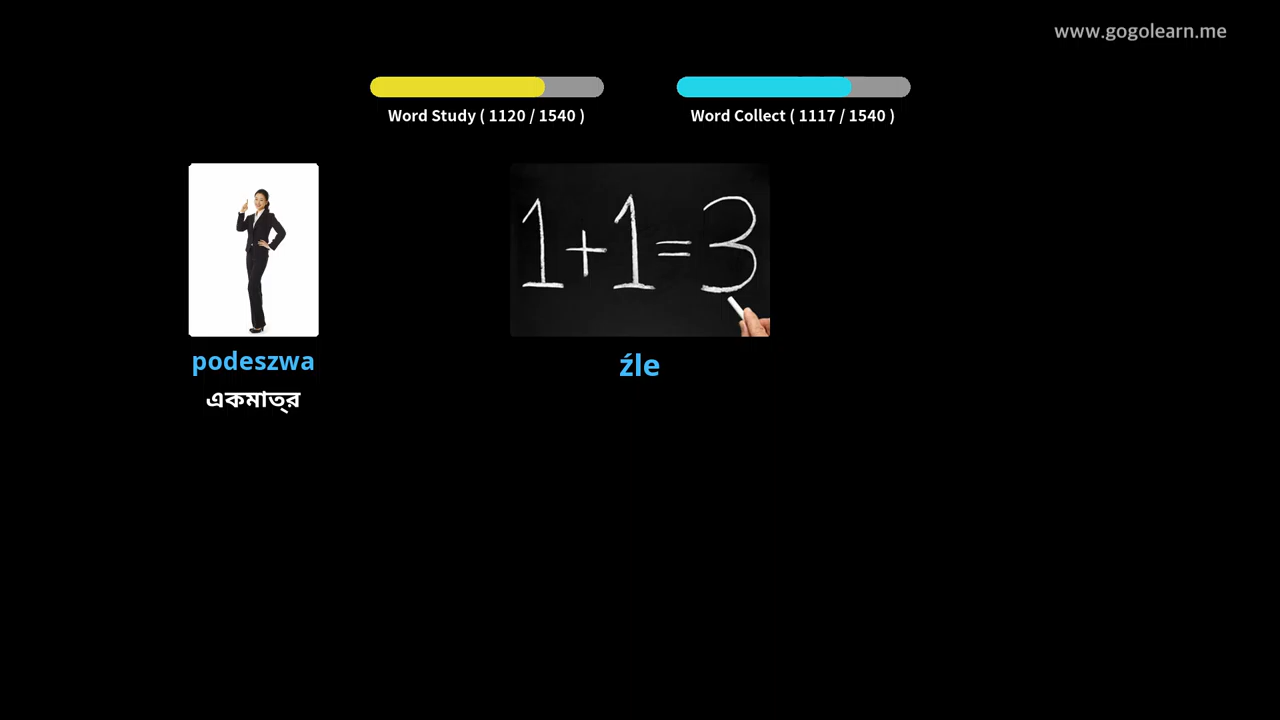 www.gogolearn.me
Word Study ( 1120 / 1540 )
Word Collect ( 1117 / 1540 )
1+1=3
podeszwa
źle
একমাত্র